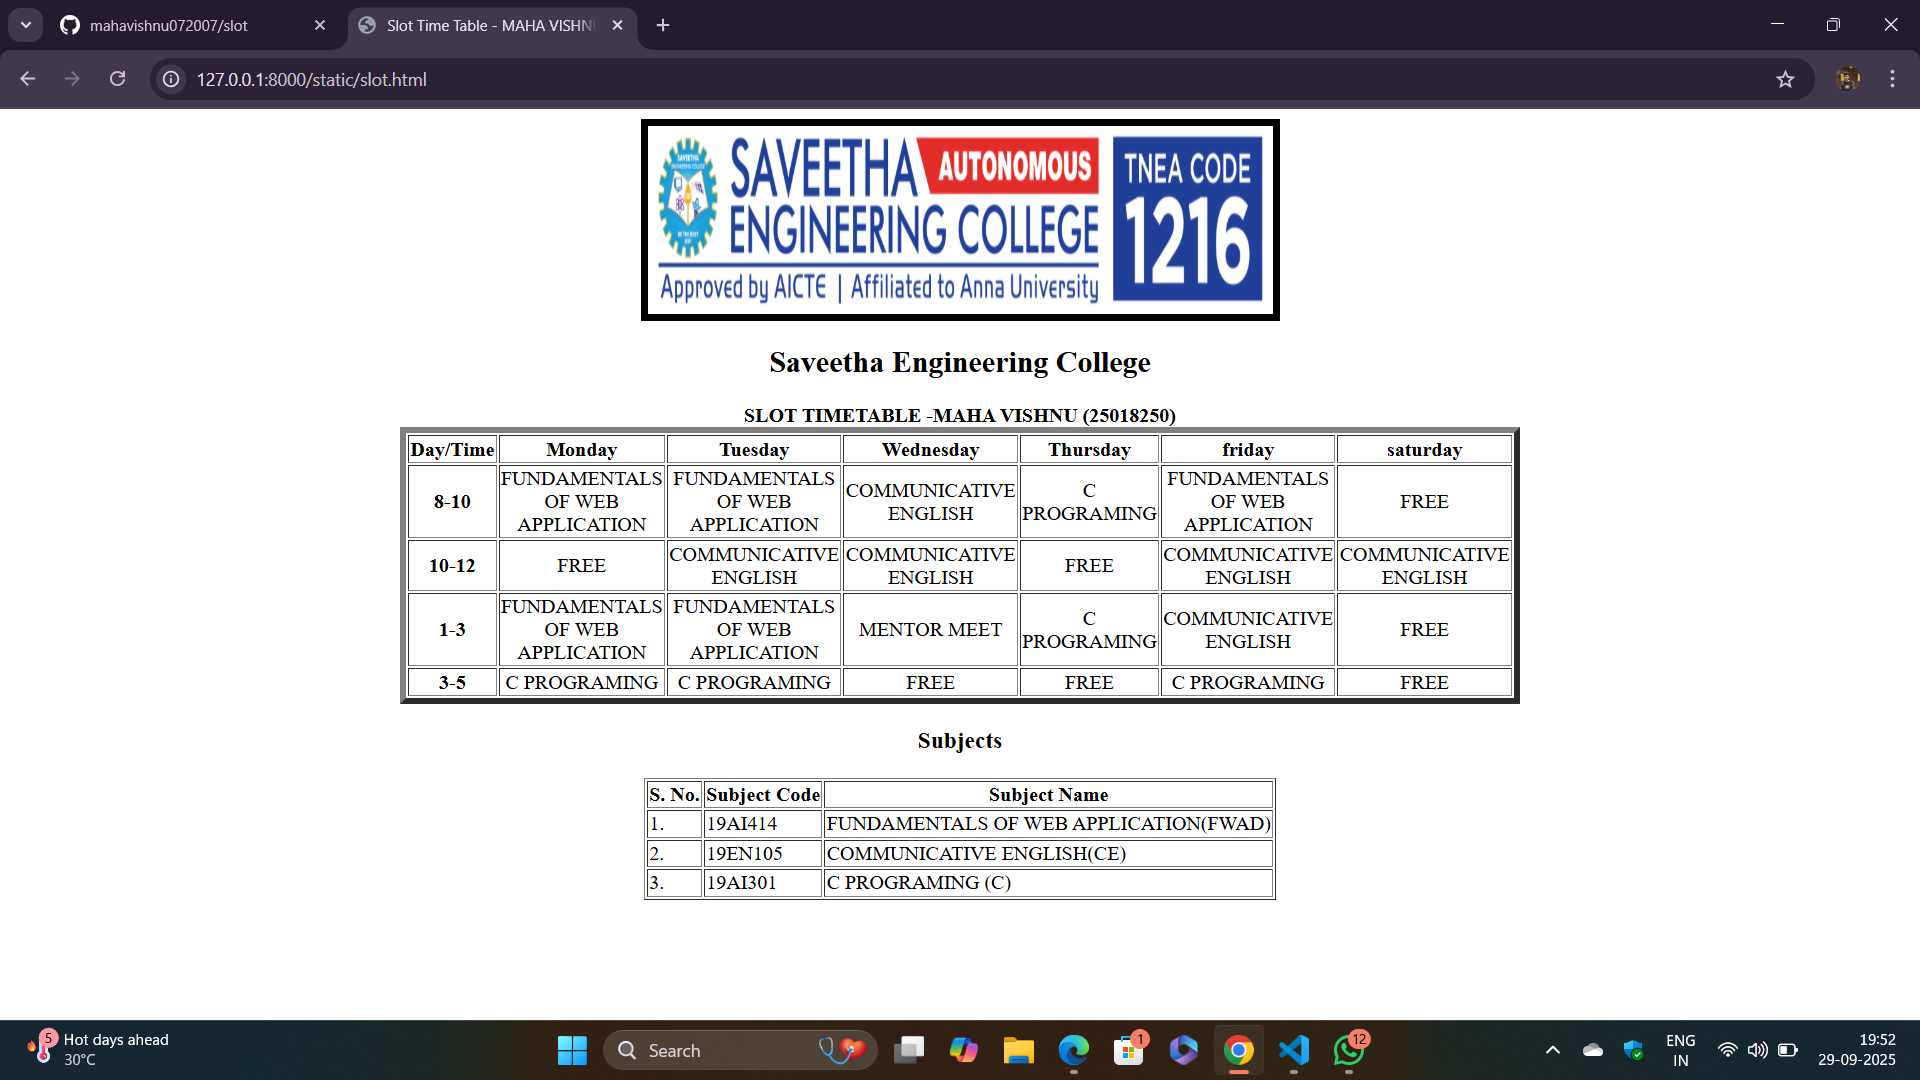 mahavishnu072007/slot
Slot Time Table - MAHA VISHNU
127.0.0.1:8000/static/slot.html
SAVEETHA AUTONOMOUS
ENGINEERING COLLEGE
Approved by AICTE | Affiliated to Anna University
TNEA CODE
1216
Saveetha Engineering College
SLOT TIMETABLE -MAHA VISHNU (25018250)
Day/Time Monday Tuesday Wednesday Thursday friday saturday
8-10 FUNDAMENTALS OF WEB APPLICATION FUNDAMENTALS OF WEB APPLICATION COMMUNICATIVE ENGLISH C PROGRAMING FUNDAMENTALS OF WEB APPLICATION FREE
10-12 FREE COMMUNICATIVE ENGLISH COMMUNICATIVE ENGLISH FREE COMMUNICATIVE ENGLISH COMMUNICATIVE ENGLISH
1-3 FUNDAMENTALS OF WEB APPLICATION FUNDAMENTALS OF WEB APPLICATION MENTOR MEET C PROGRAMING COMMUNICATIVE ENGLISH FREE
3-5 C PROGRAMING C PROGRAMING FREE FREE C PROGRAMING FREE
Subjects
S. No. Subject Code Subject Name
1. 19AI414 FUNDAMENTALS OF WEB APPLICATION(FWAD)
2. 19EN105 COMMUNICATIVE ENGLISH(CE)
3. 19AI301 C PROGRAMING (C)
5
Hot days ahead
30°C
Search
1
12
ENG
IN
19:52
29-09-2025